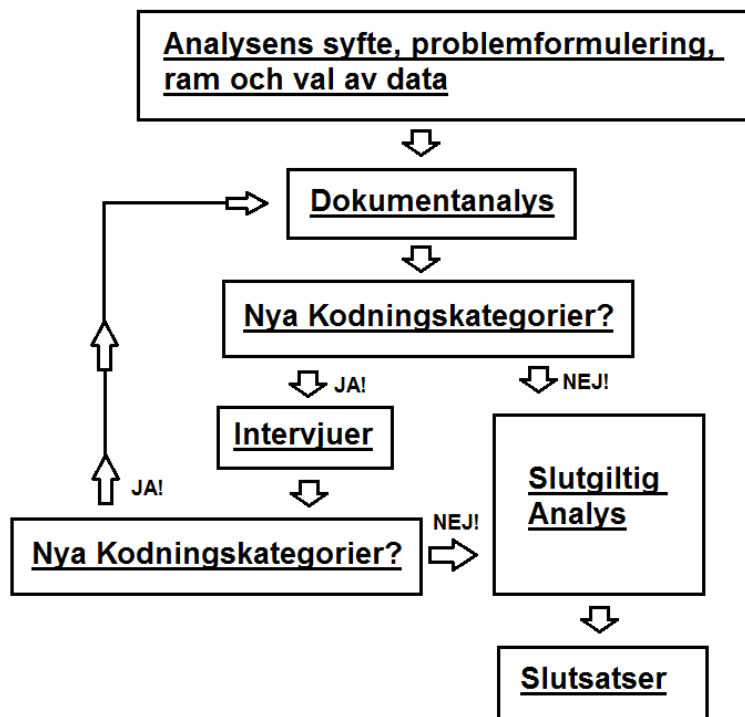 Analysens syfte, problemformulering,
ram och val av data
Dokumentanalys
Nya Kodningskategorier?
JA!
NEJ!
Intervjuer
Slutgiltig
Analys
JA!
NEJ!
Nya Kodningskategorier?
Slutsatser